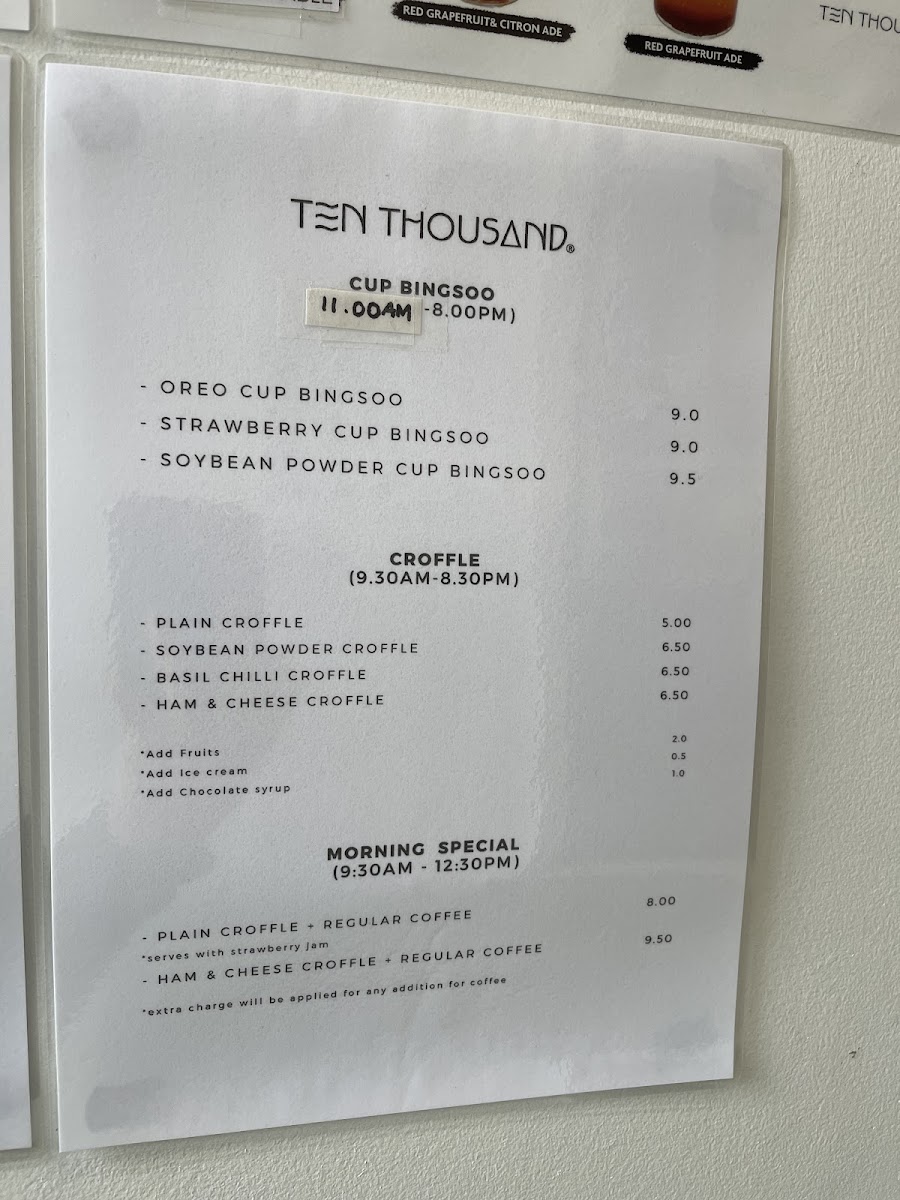 RED GRAPEFRUIT& CITRON ADE
RED GRAPEFRUIT ADE
TEN THOU
TEN THOUSAND®
CUP BINGSOO
11.00AM -8.00PM)
- OREO CUP BINGSOO 9.0
- STRAWBERRY CUP BINGSOO 9.0
- SOYBEAN POWDER CUP BINGSOO 9.5
CROFFLE
(9.30AM-8.30PM)
- PLAIN CROFFLE 5.00
- SOYBEAN POWDER CROFFLE 6.50
- BASIL CHILLI CROFFLE 6.50
- HAM & CHEESE CROFFLE 6.50
*Add Fruits 2.0
*Add Ice cream 0.5
*Add Chocolate syrup 1.0
MORNING SPECIAL
(9:30AM - 12:30PM)
- PLAIN CROFFLE + REGULAR COFFEE 8.00
*serves with strawberry jam
- HAM & CHEESE CROFFLE + REGULAR COFFEE 9.50
*extra charge will be applied for any addition for coffee